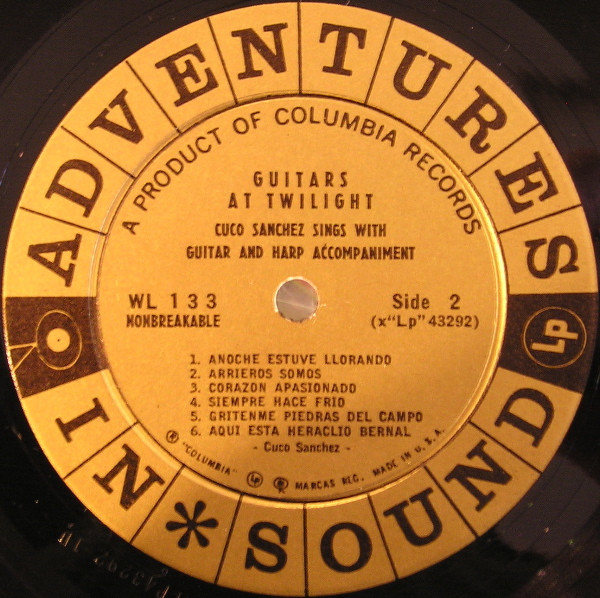 ADVENTURES
IN * SOUND
Lp
A PRODUCT OF COLUMBIA RECORDS
GUITARS
AT TWILIGHT
CUCO SANCHEZ SINGS WITH
GUITAR AND HARP ACCOMPANIMENT
WL 133
NONBREAKABLE
Side 2
(x"Lp" 43292)
1. ANOCHE ESTUVE LLORANDO
2. ARRIEROS SOMOS
3. CORAZON APASIONADO
4. SIEMPRE HACE FRIO
5. GRITENME PIEDRAS DEL CAMPO
6. AQUI ESTA HERACLIO BERNAL
- Cuco Sanchez -
® "COLUMBIA" Lp MARCAS REG. MADE IN U.S.A.